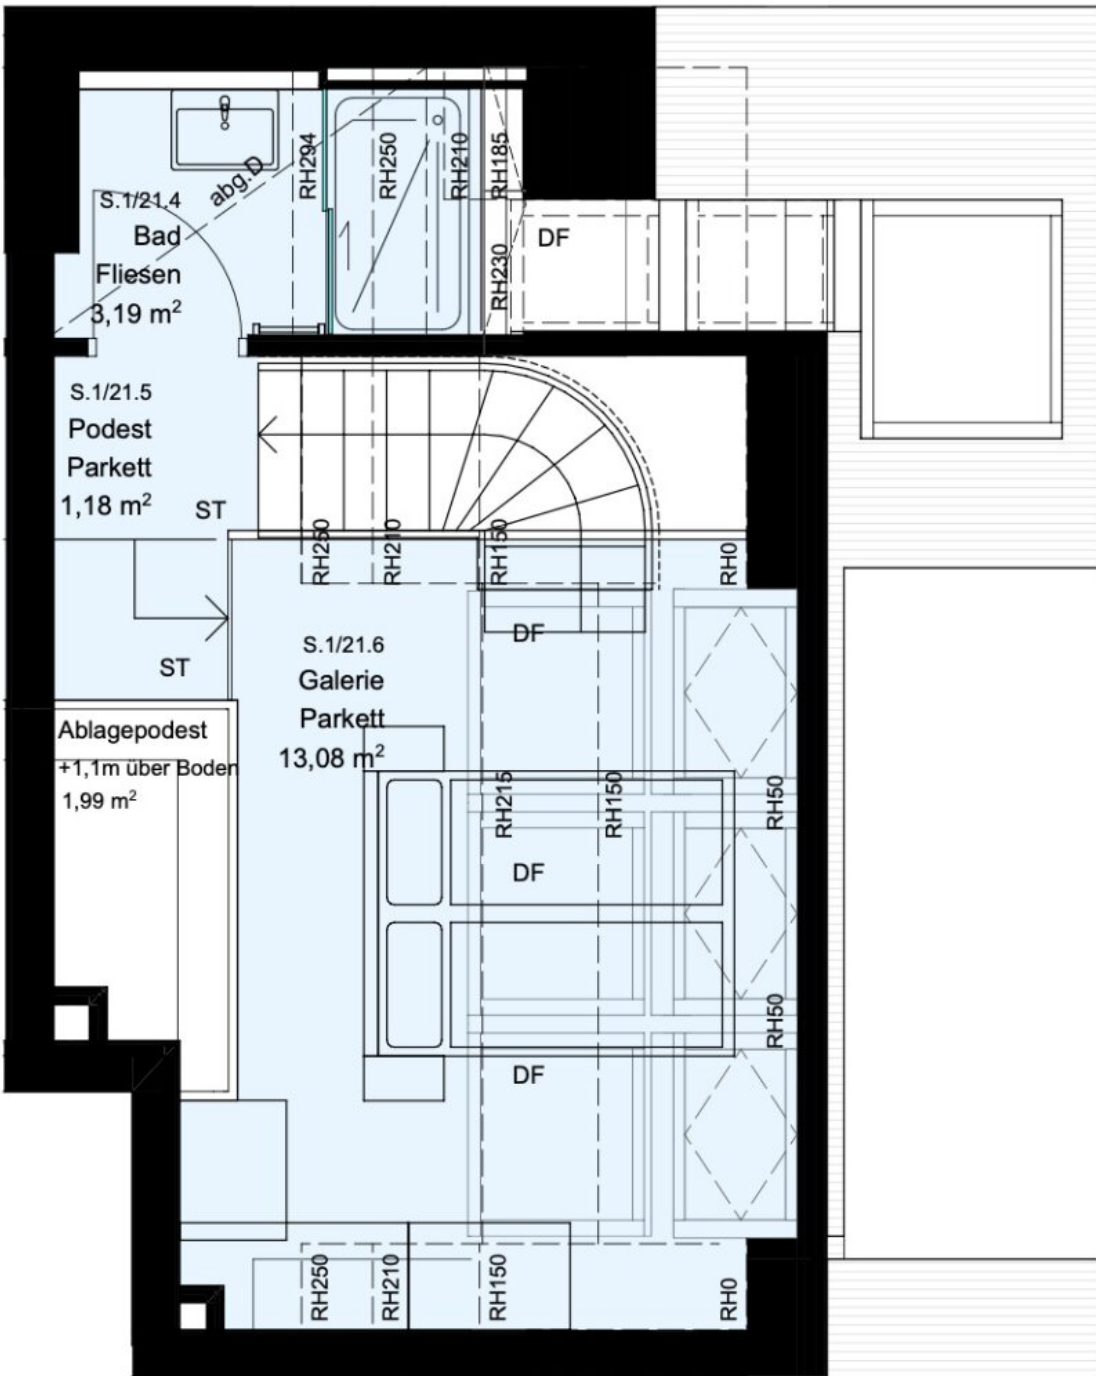 RH294
RH250
RH210
RH185
abg.D
S.1/21.4
Bad
Fliesen
3,19 m²
DF
RH230
S.1/21.5
Podest
Parkett
1,18 m²
ST
RH250
RH210
RH150
RH0
ST
S.1/21.6
Galerie
Parkett
13,08 m²
DF
Ablagepodest
+1,1m über Boden
1,99 m²
RH215
RH150
RH50
DF
RH50
DF
RH250
RH210
RH150
RH0